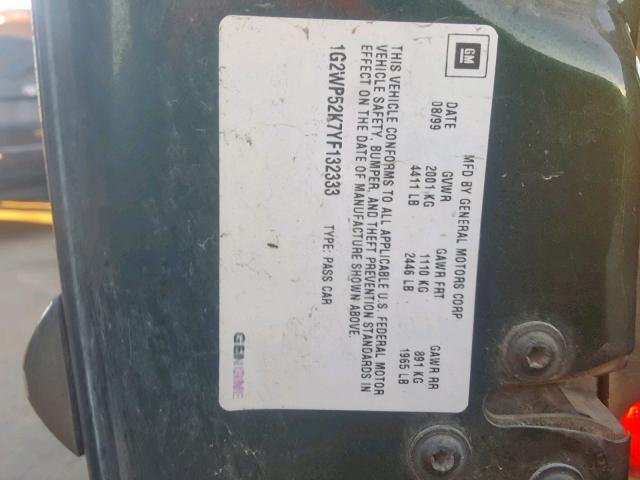 GM
MFD BY GENERAL MOTORS CORP
DATE GVWR GAWR FRT GAWR RR
08/99 2001 KG 1110 KG 891 KG
4411 LB 2446 LB 1965 LB
THIS VEHICLE CONFORMS TO ALL APPLICABLE U.S. FEDERAL MOTOR
VEHICLE SAFETY, BUMPER, AND THEFT PREVENTION STANDARDS IN
EFFECT ON THE DATE OF MANUFACTURE SHOWN ABOVE.
1G2WP52K7YF132333 TYPE: PASS CAR